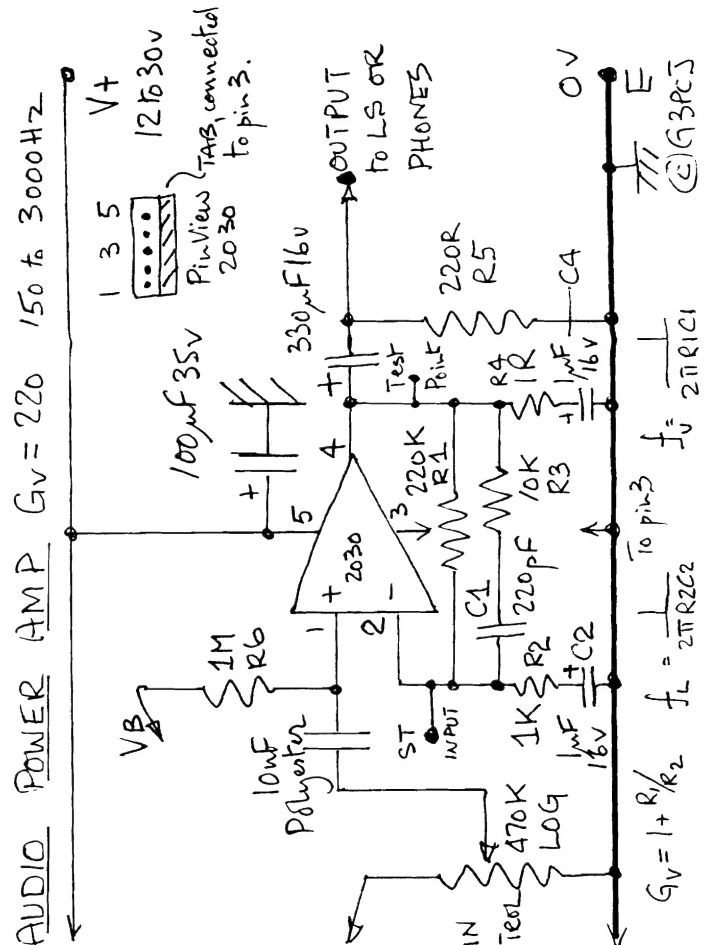 AUDIO POWER AMP Gv = 220 150 to 3000Hz
V+
12 to 30v
1 3 5
PinView
2030
TAB, connected
to pin 3.
100µF 35v
+
VB
1M
R6
10nF
Polyester
1
+
2030
2
−
5
4
3
+
330µF 16v
OUTPUT
to LS OR
PHONES
Test
Point
ST
INPUT
220K
R1
C1
220pF
10K
R3
220R
R5
C4
R4
1R
+
1µF
16v
R2
1K
+
C2
1µF
16v
470K
LOG
IN
To pin 3
0v
E
(C) G3PCJ
Gv = 1 + R1/R2
fL = 1/2πR2C2
fU = 1/2πR1C1